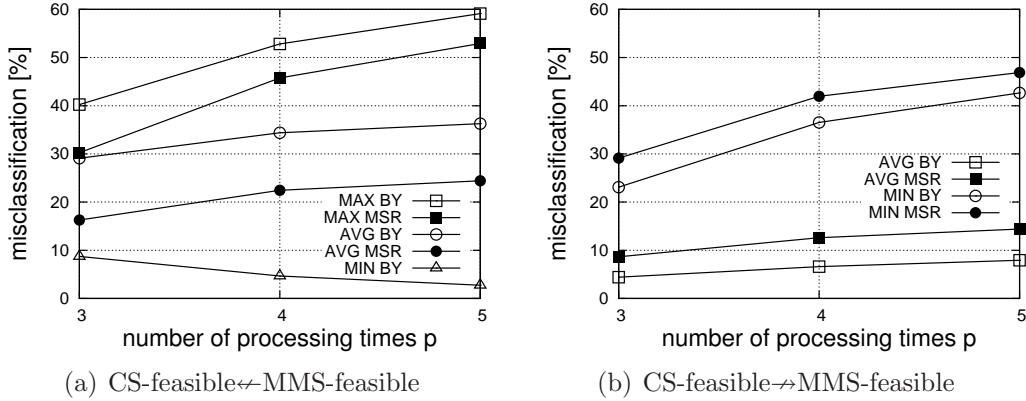 60
50
40
30
20
10
0
3
4
5
misclassification [%]
number of processing times p
MAX BY
MAX MSR
AVG BY
AVG MSR
MIN BY
(a) CS-feasible↚MMS-feasible
60
50
40
30
20
10
0
3
4
5
misclassification [%]
number of processing times p
AVG BY
AVG MSR
MIN BY
MIN MSR
(b) CS-feasible↛MMS-feasible